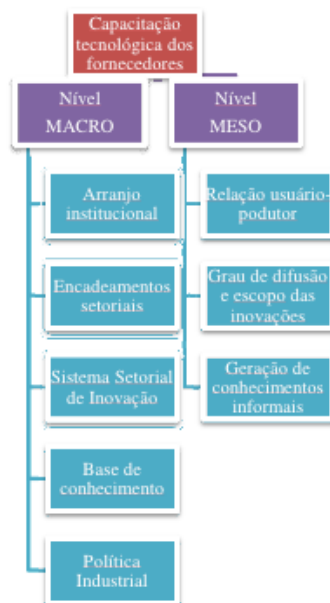 Capacitação
tecnológica dos
fornecedores
Nível
MACRO
Nível
MESO
Arranjo
institucional
Encadeamentos
setoriais
Sistema Setorial
de Inovação
Base de
conhecimento
Política
Industrial
Relação usuário-
podutor
Grau de difusão
e escopo das
inovações
Geração de
conhecimentos
informais